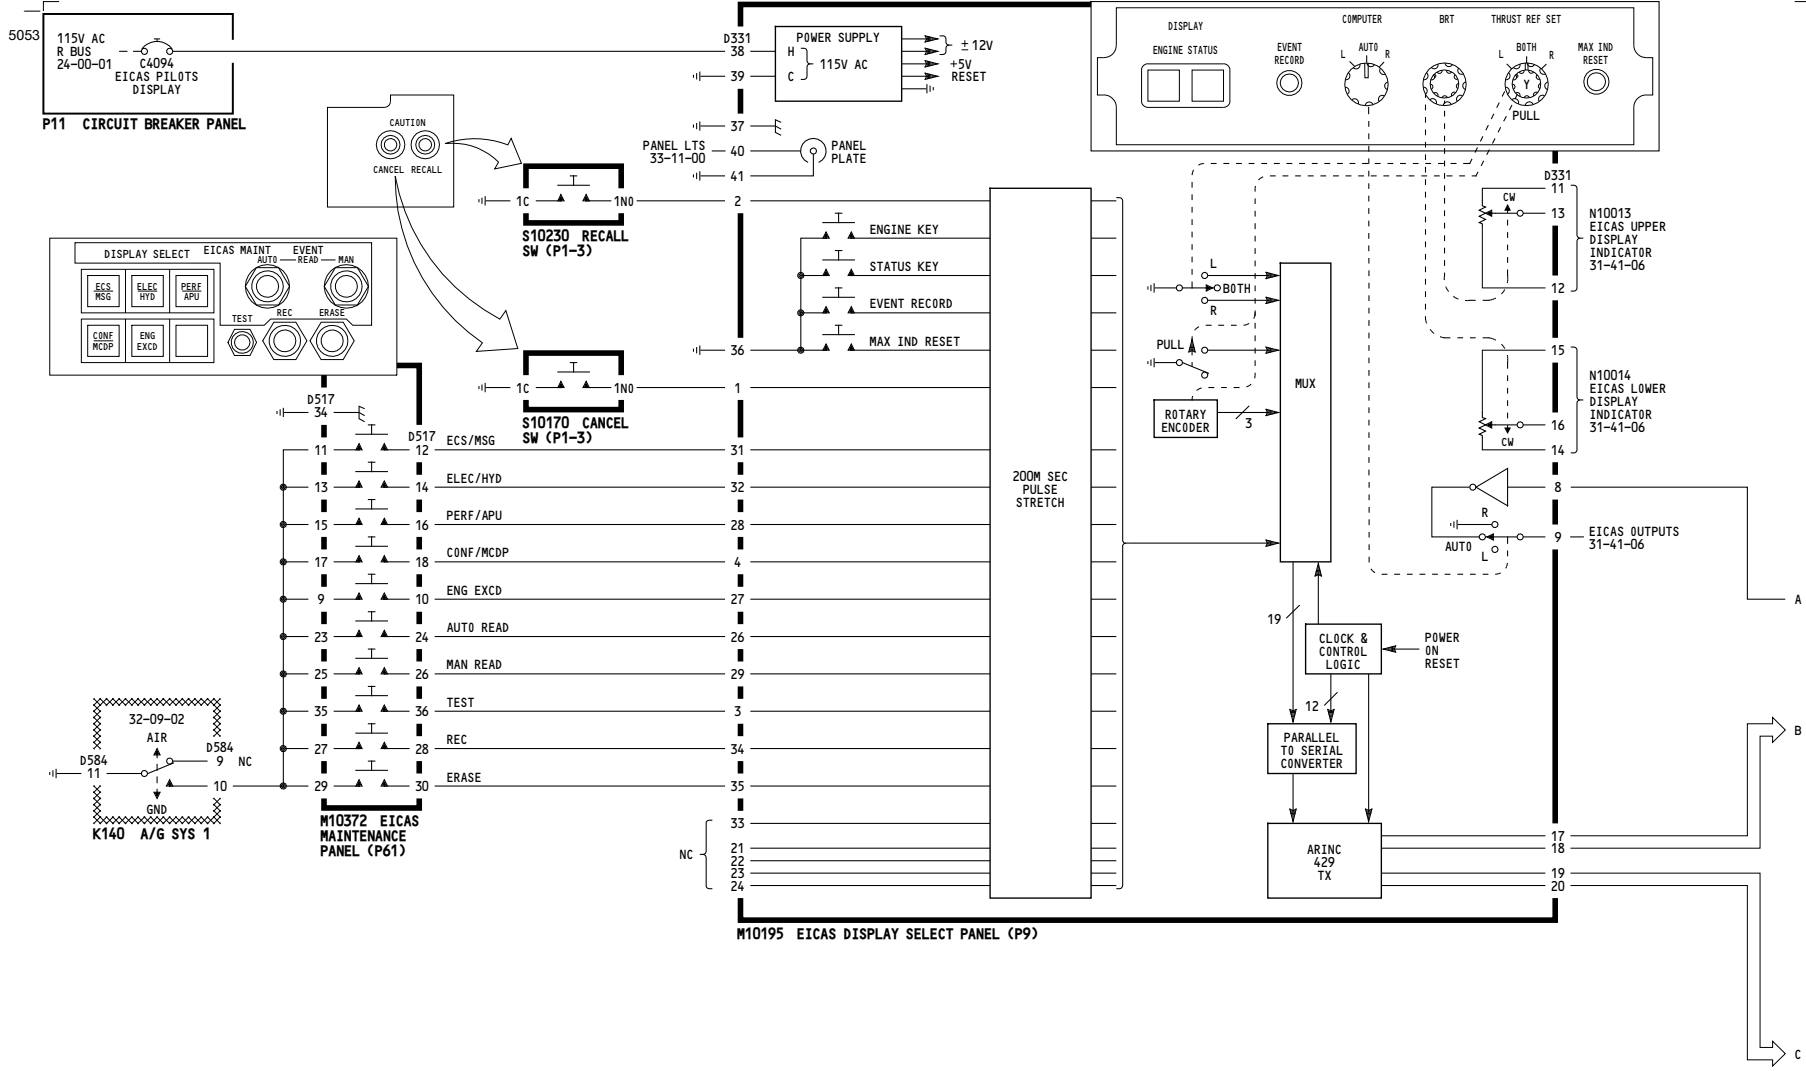 5053
115V AC
R BUS
24-00-01
C4094
EICAS PILOTS
DISPLAY
P11 CIRCUIT BREAKER PANEL
CAUTION
CANCEL RECALL
DISPLAY SELECT
EICAS MAINT
EVENT
AUTO
READ
MAN
ECS
MSG
ELEC
HYD
PERF
APU
CONF
MCDP
ENG
EXCD
TEST
REC
ERASE
1C
1NO
S10230 RECALL
SW (P1-3)
1C
1NO
S10170 CANCEL
SW (P1-3)
D517
34
D517
11
12
ECS/MSG
31
13
14
ELEC/HYD
32
15
16
PERF/APU
28
17
18
CONF/MCDP
4
9
10
ENG EXCD
27
23
24
AUTO READ
26
25
26
MAN READ
29
35
36
TEST
3
27
28
REC
34
29
30
ERASE
35
32-09-02
AIR
D584
9 NC
D584
11
10
GND
K140 A/G SYS 1
M10372 EICAS
MAINTENANCE
PANEL (P61)
NC
33
21
22
23
24
D331
38
39
37
PANEL LTS
33-11-00
40
41
2
36
1
POWER SUPPLY
H
C
115V AC
± 12V
+5V
RESET
PANEL
PLATE
ENGINE KEY
STATUS KEY
EVENT RECORD
MAX IND RESET
200M SEC
PULSE
STRETCH
DISPLAY
ENGINE STATUS
EVENT
RECORD
COMPUTER
L
AUTO
R
BRT
THRUST REF SET
L
BOTH
R
Y
PULL
MAX IND
RESET
L
BOTH
R
PULL
ROTARY
ENCODER
3
MUX
19
CLOCK &
CONTROL
LOGIC
POWER
ON
RESET
12
PARALLEL
TO SERIAL
CONVERTER
ARINC
429
TX
D331
11
CW
13
12
N10013
EICAS UPPER
DISPLAY
INDICATOR
31-41-06
15
16
CW
14
N10014
EICAS LOWER
DISPLAY
INDICATOR
31-41-06
8
R
AUTO
L
9
EICAS OUTPUTS
31-41-06
17
18
19
20
A
B
C
M10195 EICAS DISPLAY SELECT PANEL (P9)